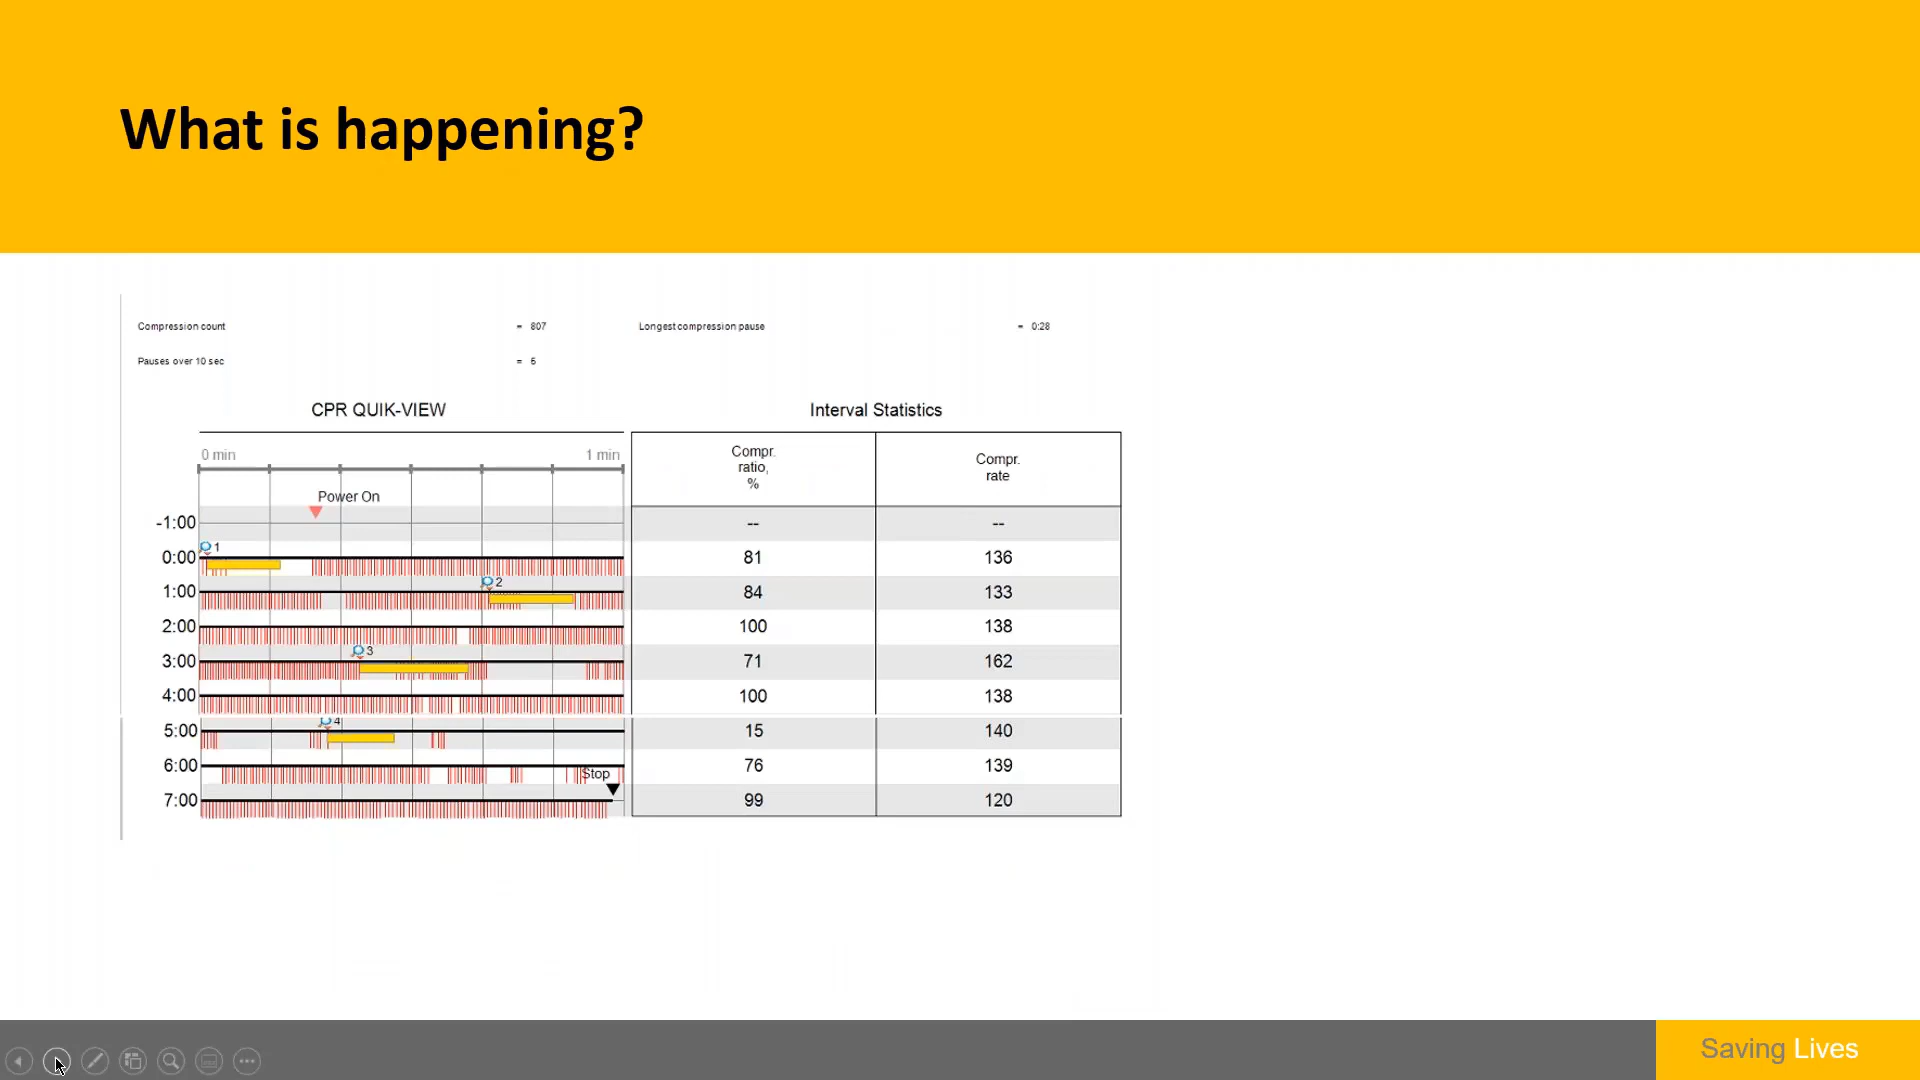 What is happening?
Compression count = 807 Longest compression pause = 0:28
Pauses over 10 sec = 5
CPR QUIK-VIEW Interval Statistics
0 min 1 min
Compr. ratio, % Compr. rate
Power On
-1:00 -- --
1
0:00 81 136
2
1:00 84 133
2:00 100 138
3
3:00 71 162
4:00 100 138
4
5:00 15 140
6:00 76 139
Stop
7:00 99 120
Saving Lives